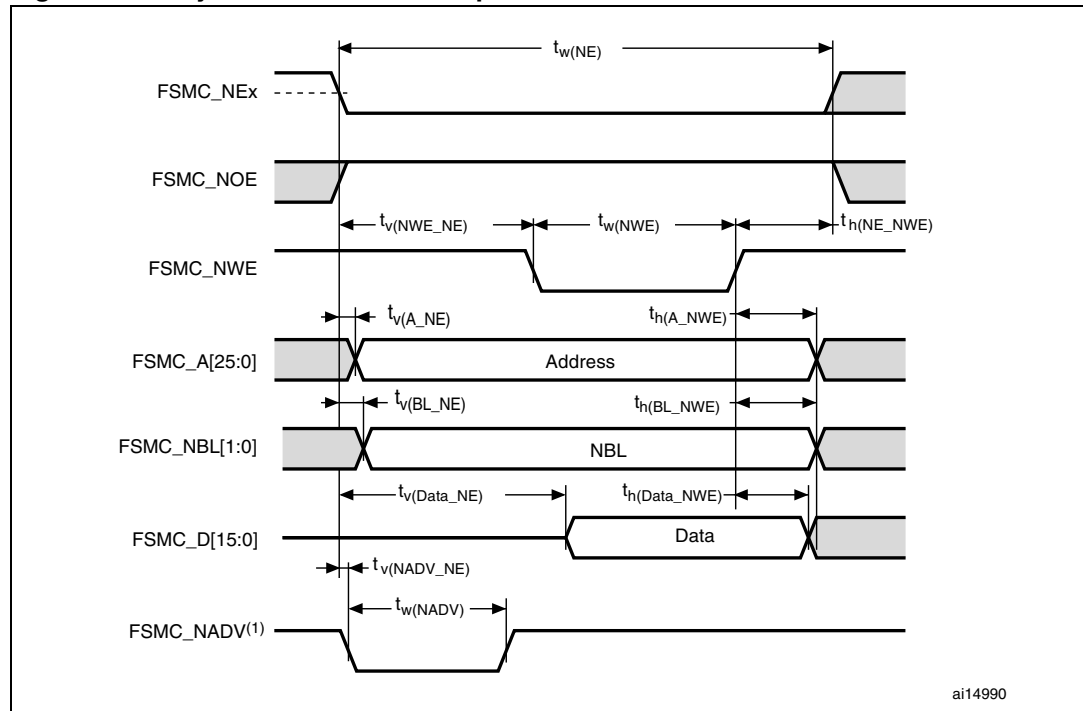 tw(NE)
FSMC_NEx
FSMC_NOE
tv(NWE_NE)
tw(NWE)
th(NE_NWE)
FSMC_NWE
tv(A_NE)
th(A_NWE)
FSMC_A[25:0]
Address
tv(BL_NE)
th(BL_NWE)
FSMC_NBL[1:0]
NBL
tv(Data_NE)
th(Data_NWE)
FSMC_D[15:0]
Data
tv(NADV_NE)
tw(NADV)
FSMC_NADV(1)
ai14990